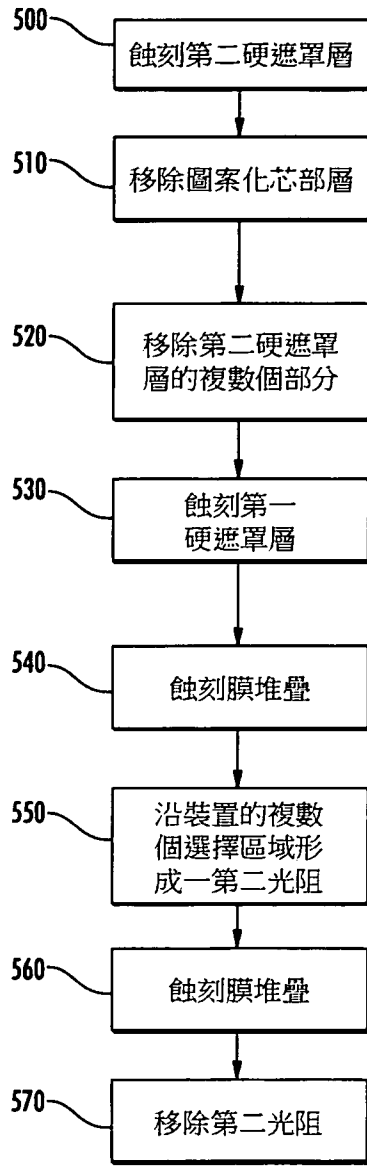 500
蝕刻第二硬遮罩層
510
移除圖案化芯部層
520
移除第二硬遮罩
層的複數個部分
530
蝕刻第一
硬遮罩層
540
蝕刻膜堆疊
550
沿裝置的複數
個選擇區域形
成一第二光阻
560
蝕刻膜堆疊
570
移除第二光阻